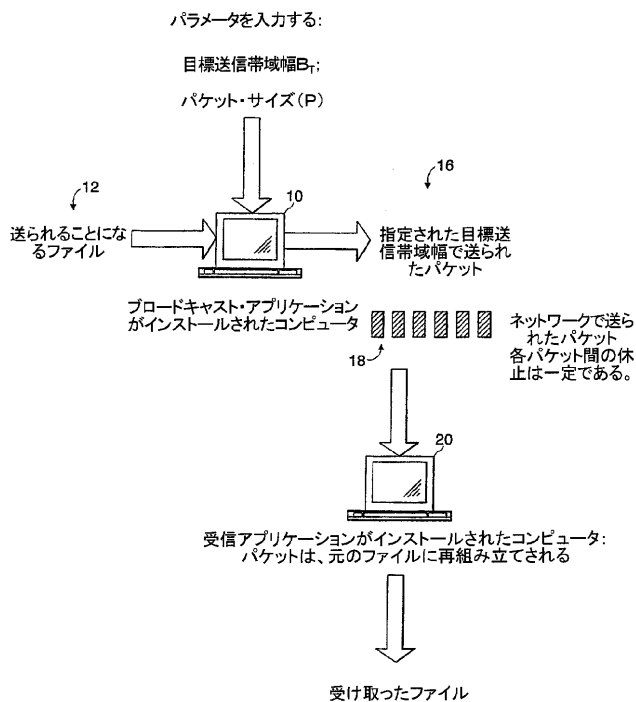 パラメータを入力する:
目標送信帯域幅BT;
パケット・サイズ(P)
12
16
10
送られることにな
るファイル
指定された目標送
信帯域幅で送られ
たパケット
ブロードキャスト・アプリケーション
がインストールされたコンピュータ
18
ネットワークで送ら
れたパケット
各パケット間の休
止は一定である。
20
受信アプリケーションがインストールされたコンピュータ:
パケットは、元のファイルに再組み立てされる
受け取ったファイル